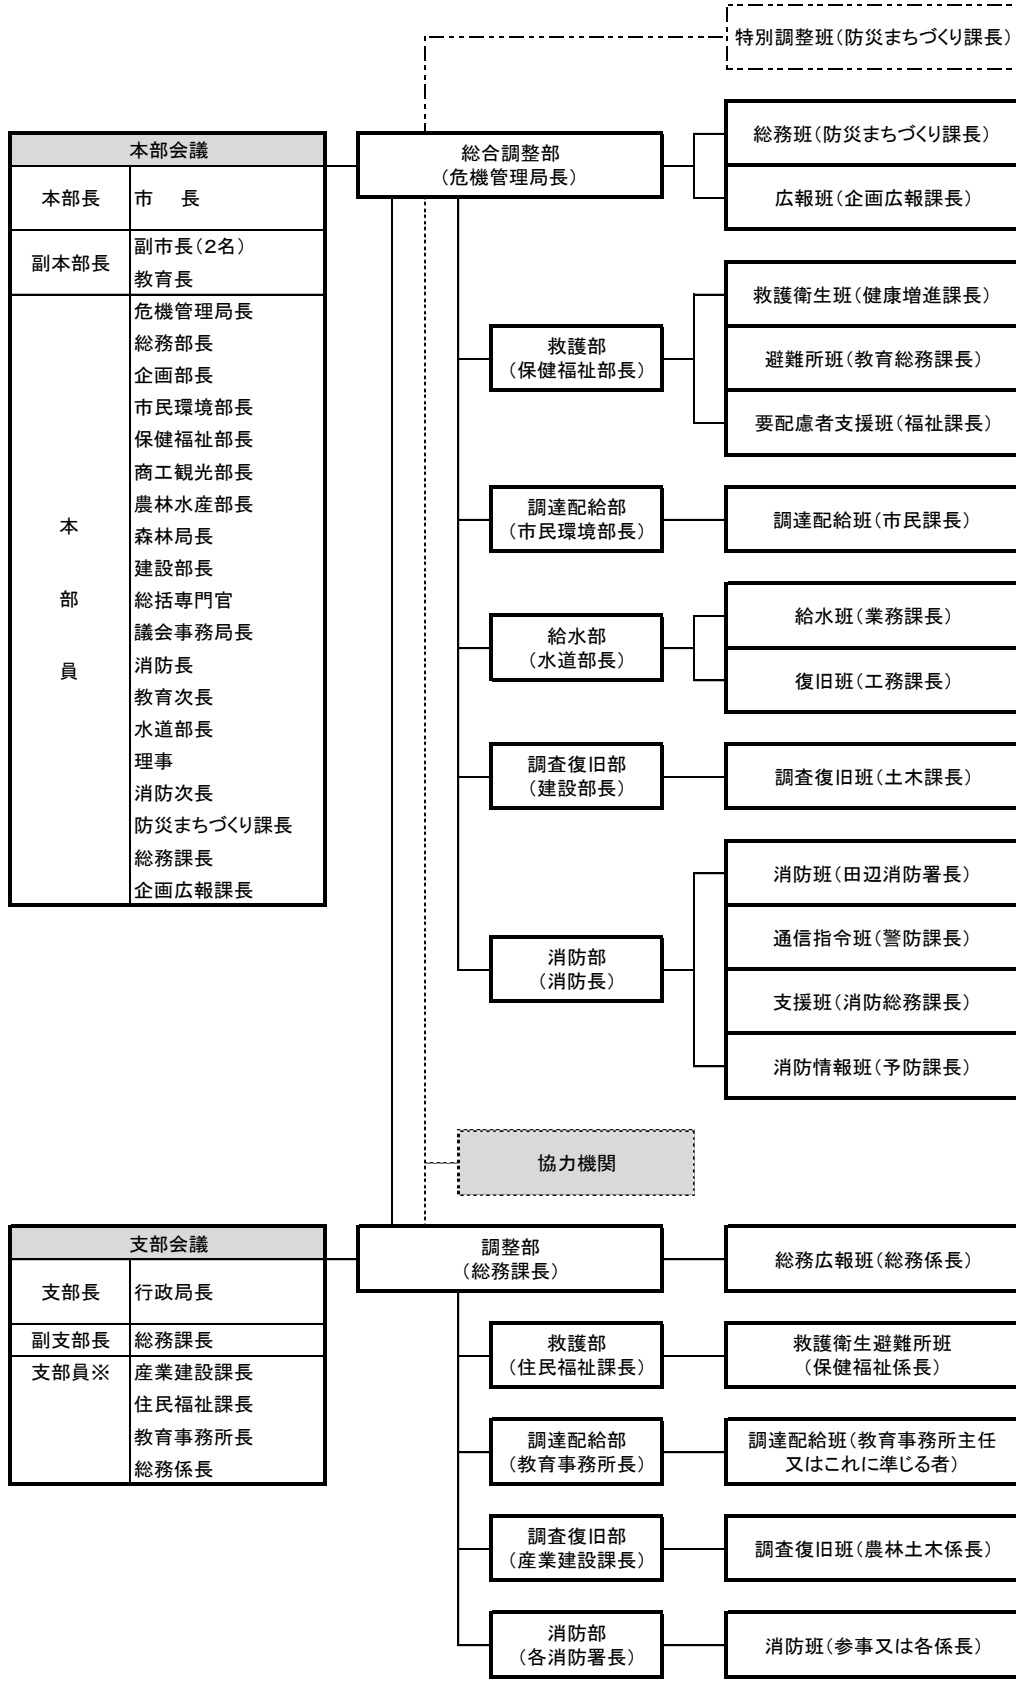 特別調整班(防災まちづくり課長)
本部会議
本部長
市　長
副本部長
副市長(２名)
教育長
本
部
員
危機管理局長
総務部長
企画部長
市民環境部長
保健福祉部長
商工観光部長
農林水産部長
森林局長
建設部長
総括専門官
議会事務局長
消防長
教育次長
水道部長
理事
消防次長
防災まちづくり課長
総務課長
企画広報課長
総合調整部
(危機管理局長)
総務班(防災まちづくり課長)
広報班(企画広報課長)
救護部
(保健福祉部長)
救護衛生班(健康増進課長)
避難所班(教育総務課長)
要配慮者支援班(福祉課長)
調達配給部
(市民環境部長)
調達配給班(市民課長)
給水部
(水道部長)
給水班(業務課長)
復旧班(工務課長)
調査復旧部
(建設部長)
調査復旧班(土木課長)
消防部
(消防長)
消防班(田辺消防署長)
通信指令班(警防課長)
支援班(消防総務課長)
消防情報班(予防課長)
協力機関
支部会議
支部長
行政局長
副支部長
総務課長
支部員※
産業建設課長
住民福祉課長
教育事務所長
総務係長
調整部
(総務課長)
総務広報班(総務係長)
救護部
(住民福祉課長)
救護衛生避難所班
(保健福祉係長)
調達配給部
(教育事務所長)
調達配給班(教育事務所主任
又はこれに準じる者)
調査復旧部
(産業建設課長)
調査復旧班(農林土木係長)
消防部
(各消防署長)
消防班(参事又は各係長)